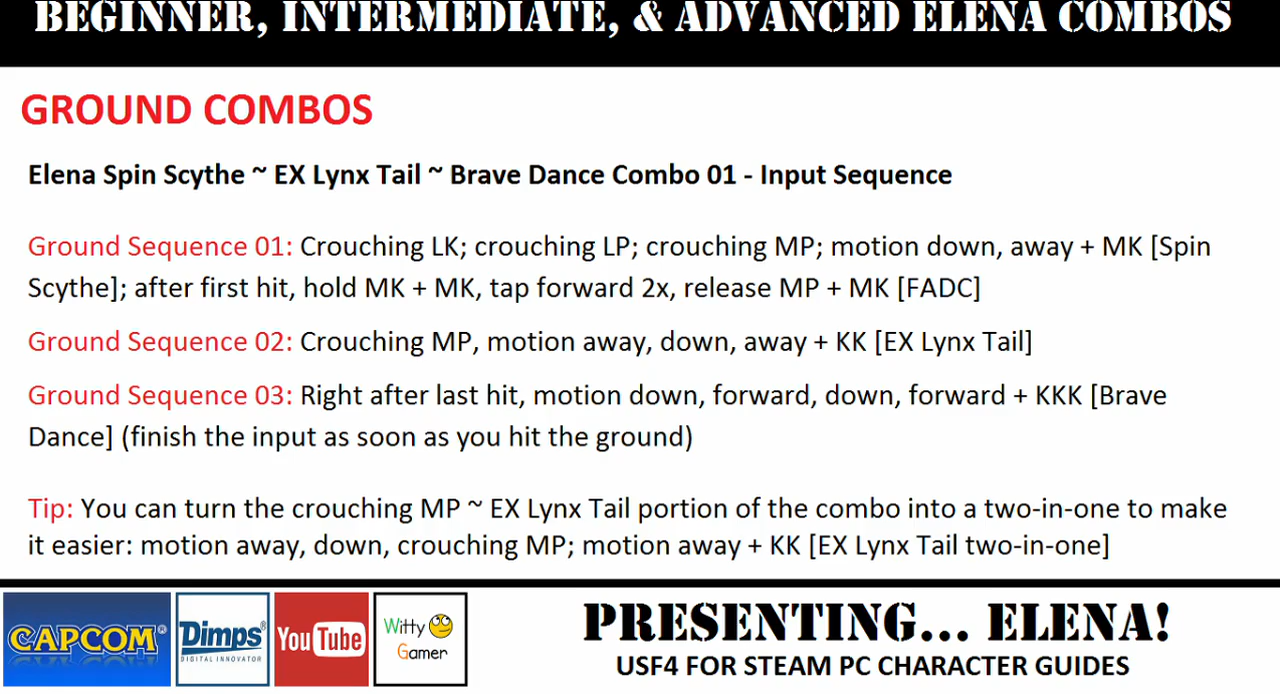 BEGINNER, INTERMEDIATE, & ADVANCED ELENA COMBOS
GROUND COMBOS
Elena Spin Scythe ~ EX Lynx Tail ~ Brave Dance Combo 01 - Input Sequence
Ground Sequence 01: Crouching LK; crouching LP; crouching MP; motion down, away + MK [Spin
Scythe]; after first hit, hold MK + MK, tap forward 2x, release MP + MK [FADC]
Ground Sequence 02: Crouching MP, motion away, down, away + KK [EX Lynx Tail]
Ground Sequence 03: Right after last hit, motion down, forward, down, forward + KKK [Brave
Dance] (finish the input as soon as you hit the ground)
Tip: You can turn the crouching MP ~ EX Lynx Tail portion of the combo into a two-in-one to make
it easier: motion away, down, crouching MP; motion away + KK [EX Lynx Tail two-in-one]
CAPCOM®
Dimps®
DIGITAL INNOVATOR
YouTube
Witty
Gamer
PRESENTING... ELENA!
USF4 FOR STEAM PC CHARACTER GUIDES